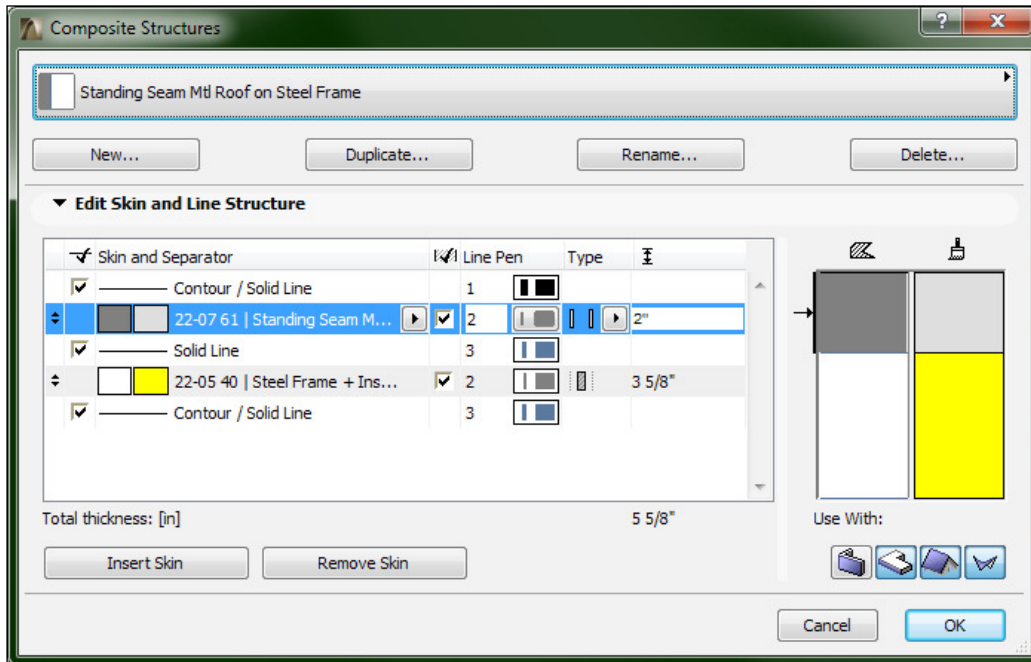 Composite Structures
Standing Seam Mtl Roof on Steel Frame
New... Duplicate... Rename... Delete...
Edit Skin and Line Structure
Skin and Separator Line Pen Type
Contour / Solid Line 1
22-07 61 | Standing Seam M... 2 2"
Solid Line 3
22-05 40 | Steel Frame + Ins... 2 3 5/8"
Contour / Solid Line 3
Total thickness: [in] 5 5/8" Use With:
Insert Skin Remove Skin
Cancel OK